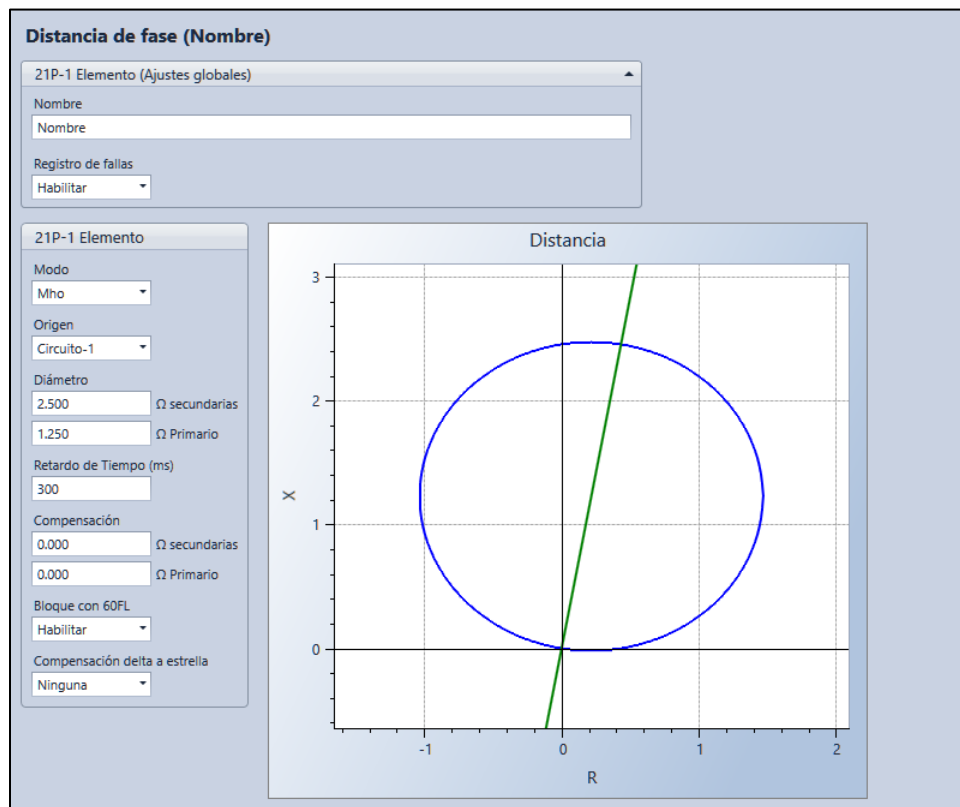 Distancia de fase (Nombre)
21P-1 Elemento (Ajustes globales)
Nombre
Nombre
Registro de fallas
Habilitar
21P-1 Elemento
Modo
Mho
Origen
Circuito-1
Diámetro
2.500 Ω secundarias
1.250 Ω Primario
Retardo de Tiempo (ms)
300
Compensación
0.000 Ω secundarias
0.000 Ω Primario
Bloque con 60FL
Habilitar
Compensación delta a estrella
Ninguna
Distancia
3
2
1
0
X
-1 0 1 2
R